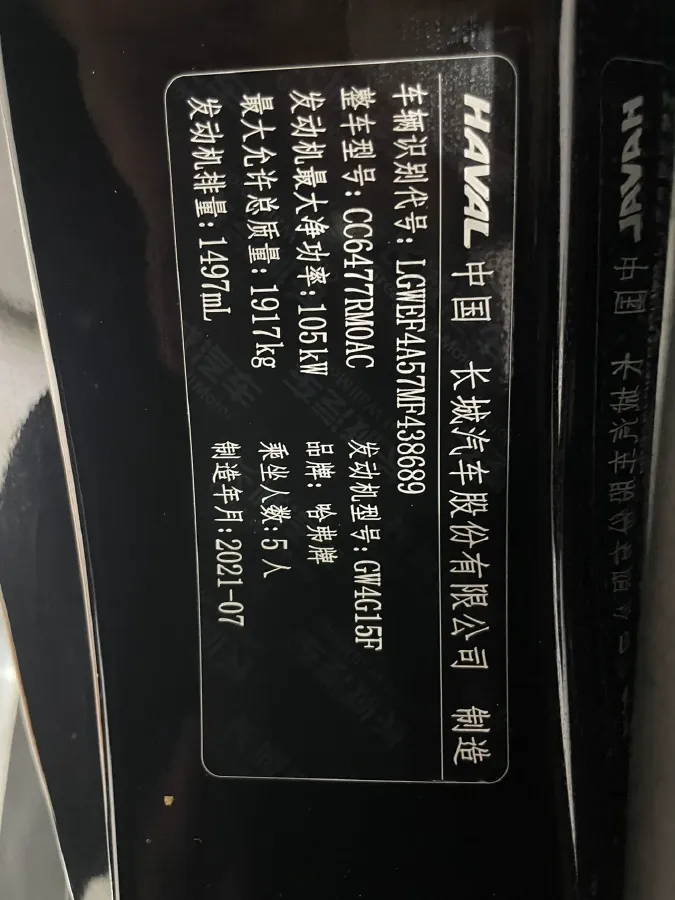 HAVAL 中国 长城汽车股份有限公司 制造
车辆识别代号：LGWEF4A57MF438689
整车型号：CC6477RM0AC 发动机型号：GW4G15F
发动机最大净功率：105kW 品牌：哈弗牌
最大允许总质量：1917kg 乘坐人数：5人
发动机排量：1497mL 制造年月：2021-07